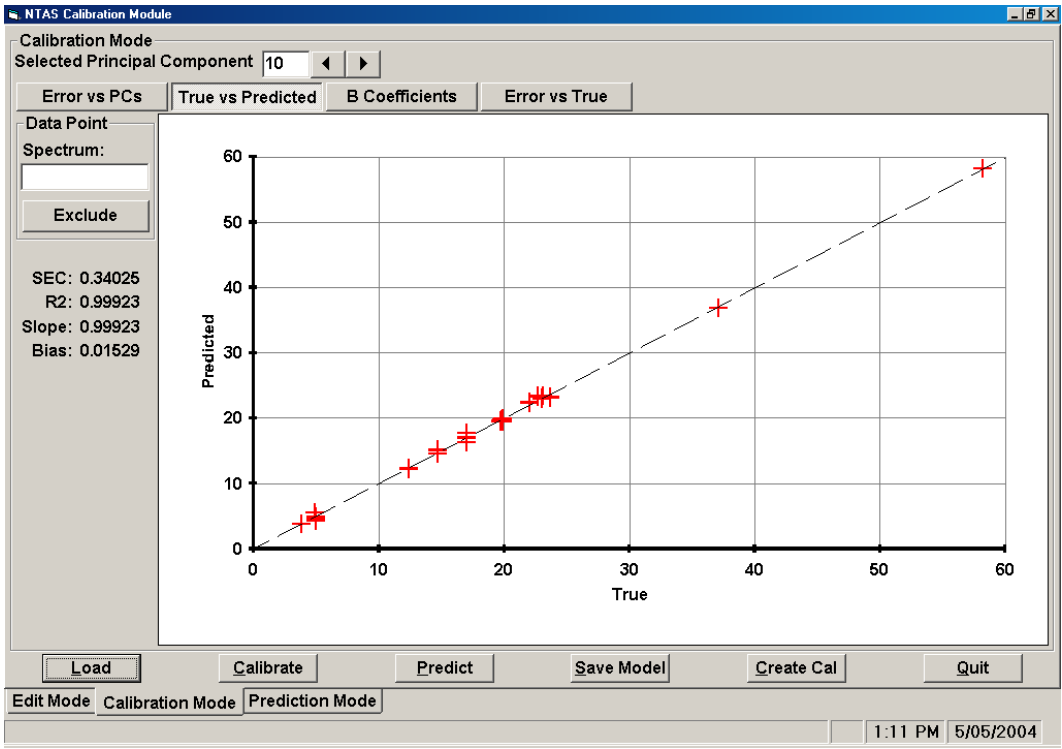 NTAS Calibration Module
Calibration Mode
Selected Principal Component 10
Error vs PCs True vs Predicted B Coefficients Error vs True
Data Point
Spectrum:
Exclude
SEC: 0.34025
R2: 0.99923
Slope: 0.99923
Bias: 0.01529
Predicted
60
50
40
30
20
10
0
0 10 20 30 40 50 60
True
Load Calibrate Predict Save Model Create Cal Quit
Edit Mode Calibration Mode Prediction Mode
1:11 PM 5/05/2004